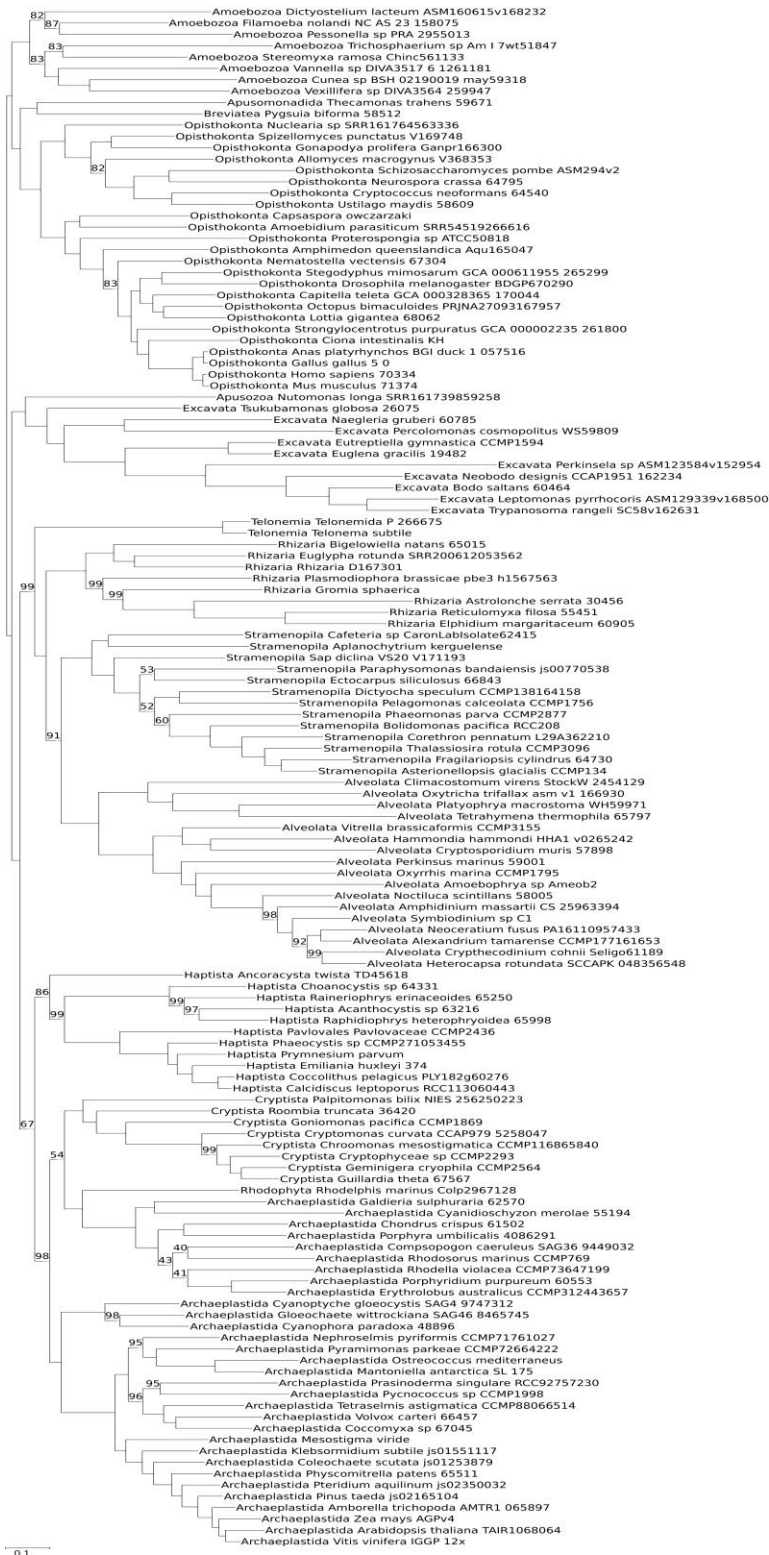 82
Amoebozoa Dictyostelium lacteum ASM160615v168232
87
Amoebozoa Filamoeba nolandi NC AS 23 158075
Amoebozoa Pessonella sp PRA 2955013
83
Amoebozoa Trichosphaerium sp Am I 7wt51847
83
Amoebozoa Stereomyxa ramosa Chinc561133
Amoebozoa Vannella sp DIVA3517 6 1261181
Amoebozoa Cunea sp BSH 02190019 may59318
Amoebozoa Vexillifera sp DIVA3564 259947
Apusomonadida Thecamonas trahens 59671
Breviatea Pygsuia biforma 58512
Opisthokonta Nuclearia sp SRR161764563336
Opisthokonta Spizellomyces punctatus V169748
Opisthokonta Gonapodya prolifera Ganpr166300
Opisthokonta Allomyces macrogynus V368353
82
Opisthokonta Schizosaccharomyces pombe ASM294v2
Opisthokonta Neurospora crassa 64795
Opisthokonta Cryptococcus neoformans 64540
Opisthokonta Ustilago maydis 58609
Opisthokonta Capsaspora owczarzaki
Opisthokonta Amoebidium parasiticum SRR54519266616
Opisthokonta Proterospongia sp ATCC50818
Opisthokonta Amphimedon queenslandica Aqu165047
Opisthokonta Nematostella vectensis 67304
83
Opisthokonta Stegodyphus mimosarum GCA 000611955 265299
Opisthokonta Drosophila melanogaster BDGP670290
Opisthokonta Capitella teleta GCA 000328365 170044
Opisthokonta Octopus bimaculoides PRJNA27093167957
Opisthokonta Lottia gigantea 68062
Opisthokonta Strongylocentrotus purpuratus GCA 000002235 261800
Opisthokonta Ciona intestinalis KH
Opisthokonta Anas platyrhynchos BGI duck 1 057516
Opisthokonta Gallus gallus 5 0
Opisthokonta Homo sapiens 70334
Opisthokonta Mus musculus 71374
Apusozoa Nutomonas longa SRR161739859258
Excavata Tsukubamonas globosa 26075
Excavata Naegleria gruberi 60785
Excavata Percolomonas cosmopolitus WS59809
Excavata Eutreptiella gymnastica CCMP1594
Excavata Euglena gracilis 19482
Excavata Perkinsela sp ASM123584v152954
Excavata Neobodo designis CCAP1951 162234
Excavata Bodo saltans 60464
Excavata Leptomonas pyrrhocoris ASM129339v168500
Excavata Trypanosoma rangeli SC58v162631
Telonemia Telonemida P 266675
Telonemia Telonema subtile
Rhizaria Bigelowiella natans 65015
Rhizaria Euglypha rotunda SRR200612053562
Rhizaria Rhizaria D167301
99
99
Rhizaria Plasmodiophora brassicae pbe3 h1567563
99
Rhizaria Gromia sphaerica
Rhizaria Astrolonche serrata 30456
Rhizaria Reticulomyxa filosa 55451
Rhizaria Elphidium margaritaceum 60905
Stramenopila Cafeteria sp CaronLabIsolate62415
Stramenopila Aplanochytrium kerguelense
Stramenopila Sap diclina VS20 V171193
53
Stramenopila Paraphysomonas bandaiensis js00770538
Stramenopila Ectocarpus siliculosus 66843
Stramenopila Dictyocha speculum CCMP138164158
52
Stramenopila Pelagomonas calceolata CCMP1756
60
Stramenopila Phaeomonas parva CCMP2877
Stramenopila Bolidomonas pacifica RCC208
91
Stramenopila Corethron pennatum L29A362210
Stramenopila Thalassiosira rotula CCMP3096
Stramenopila Fragilariopsis cylindrus 64730
Stramenopila Asterionellopsis glacialis CCMP134
Alveolata Climacostomum virens StockW 2454129
Alveolata Oxytricha trifallax asm v1 166930
Alveolata Platyophrya macrostoma WH59971
Alveolata Tetrahymena thermophila 65797
Alveolata Vitrella brassicaformis CCMP3155
Alveolata Hammondia hammondi HHA1 v0265242
Alveolata Cryptosporidium muris 57898
Alveolata Perkinsus marinus 59001
Alveolata Oxyrrhis marina CCMP1795
Alveolata Amoebophrya sp Ameob2
Alveolata Noctiluca scintillans 58005
98
Alveolata Amphidinium massartii CS 25963394
Alveolata Symbiodinium sp C1
Alveolata Neoceratium fusus PA16110957433
92
Alveolata Alexandrium tamarense CCMP177161653
99
Alveolata Crypthecodinium cohnii Seligo61189
Alveolata Heterocapsa rotundata SCCAPK 048356548
86
Haptista Ancoracysta twista TD45618
Haptista Choanocystis sp 64331
99
Haptista Raineriophrys erinaceoides 65250
97
Haptista Acanthocystis sp 63216
99
Haptista Raphidiophrys heterophryoidea 65998
Haptista Pavlovales Pavlovaceae CCMP2436
Haptista Phaeocystis sp CCMP271053455
Haptista Prymnesium parvum
Haptista Emiliania huxleyi 374
Haptista Coccolithus pelagicus PLY182g60276
Haptista Calcidiscus leptoporus RCC113060443
Cryptista Palpitomonas bilix NIES 256250223
Cryptista Roombia truncata 36420
67
Cryptista Goniomonas pacifica CCMP1869
Cryptista Cryptomonas curvata CCAP979 5258047
99
Cryptista Chroomonas mesostigmatica CCMP116865840
54
Cryptista Cryptophyceae sp CCMP2293
Cryptista Geminigera cryophila CCMP2564
Cryptista Guillardia theta 67567
Rhodophyta Rhodelphis marinus Colp2967128
Archaeplastida Galdieria sulphuraria 62570
Archaeplastida Cyanidioschyzon merolae 55194
Archaeplastida Chondrus crispus 61502
Archaeplastida Porphyra umbilicalis 4086291
40
Archaeplastida Compsopogon caeruleus SAG36 9449032
43
98
Archaeplastida Rhodosorus marinus CCMP769
41
Archaeplastida Rhodella violacea CCMP73647199
Archaeplastida Porphyridium purpureum 60553
Archaeplastida Erythrolobus australicus CCMP312443657
Archaeplastida Cyanoptyche gloeocystis SAG4 9747312
98
Archaeplastida Gloeochaete wittrockiana SAG46 8465745
Archaeplastida Cyanophora paradoxa 48896
95
Archaeplastida Nephroselmis pyriformis CCMP71761027
Archaeplastida Pyramimonas parkeae CCMP72664222
Archaeplastida Ostreococcus mediterraneus
Archaeplastida Mantoniella antarctica SL 175
95
Archaeplastida Prasinoderma singulare RCC92757230
96
Archaeplastida Pycnococcus sp CCMP1998
Archaeplastida Tetraselmis astigmatica CCMP88066514
Archaeplastida Volvox carteri 66457
Archaeplastida Coccomyxa sp 67045
Archaeplastida Mesostigma viride
Archaeplastida Klebsormidium subtile js01551117
Archaeplastida Coleochaete scutata js01253879
Archaeplastida Physcomitrella patens 65511
Archaeplastida Pteridium aquilinum js02350032
Archaeplastida Pinus taeda js02165104
Archaeplastida Amborella trichopoda AMTR1 065897
Archaeplastida Zea mays AGPv4
Archaeplastida Arabidopsis thaliana TAIR1068064
Archaeplastida Vitis vinifera IGGP 12x
0.1